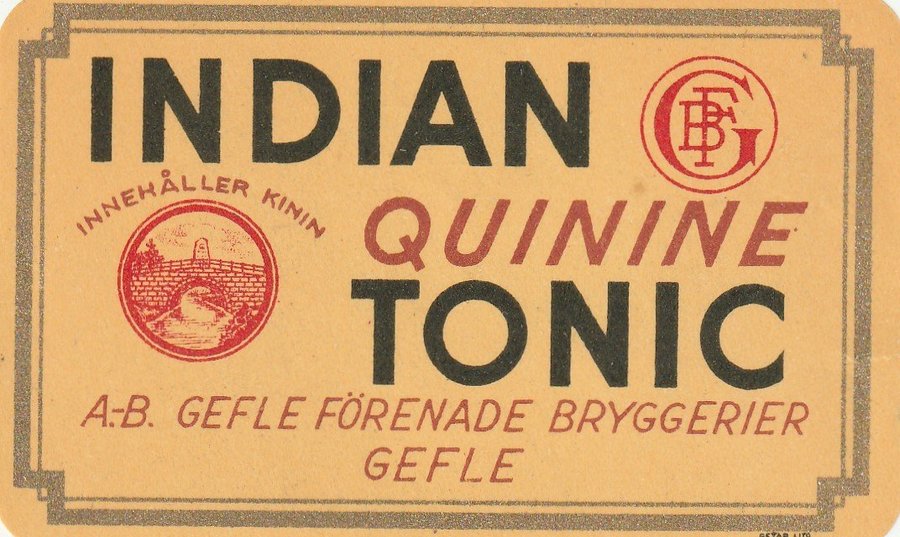 INDIAN
GFB
INNEHÅLLER KININ
QUININE
TONIC
A.-B. GEFLE FÖRENADE BRYGGERIER
GEFLE